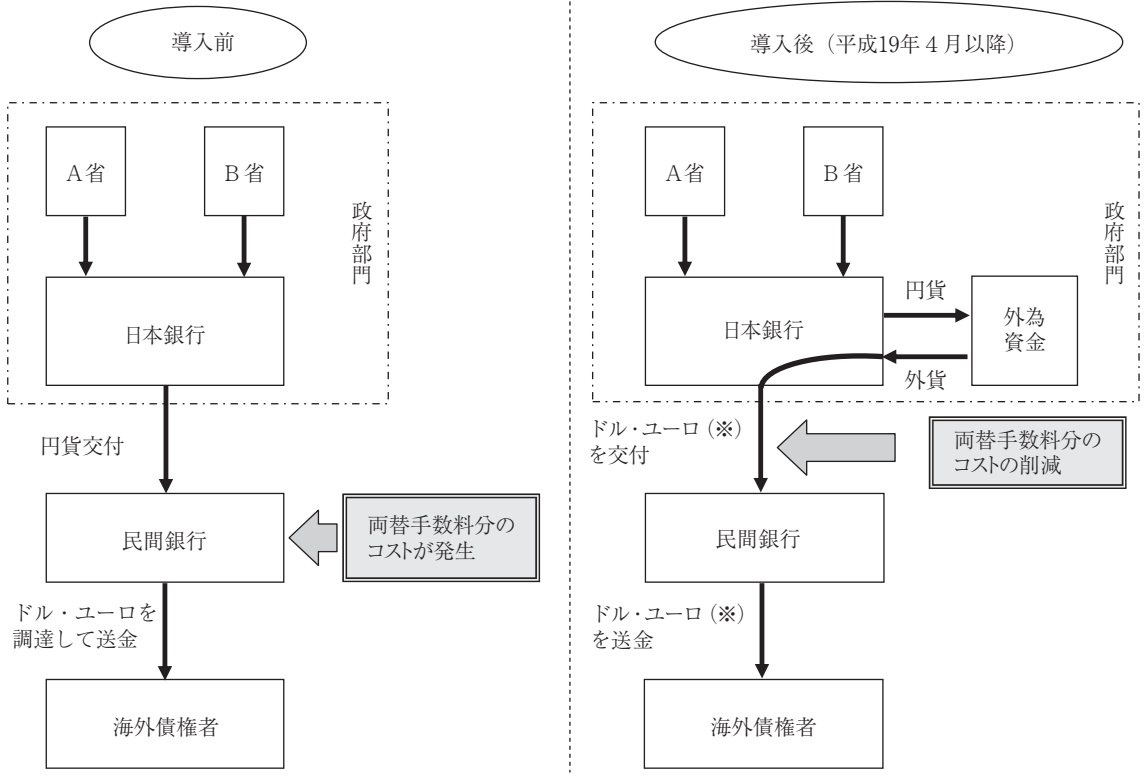 導入前
A省
B省
政府部門
日本銀行
円貨交付
民間銀行
両替手数料分の
コストが発生
ドル・ユーロを
調達して送金
海外債権者
導入後（平成19年４月以降）
A省
B省
政府部門
日本銀行
円貨
外貨
外為
資金
ドル・ユーロ（※）
を交付
両替手数料分の
コストの削減
民間銀行
ドル・ユーロ（※）
を送金
海外債権者